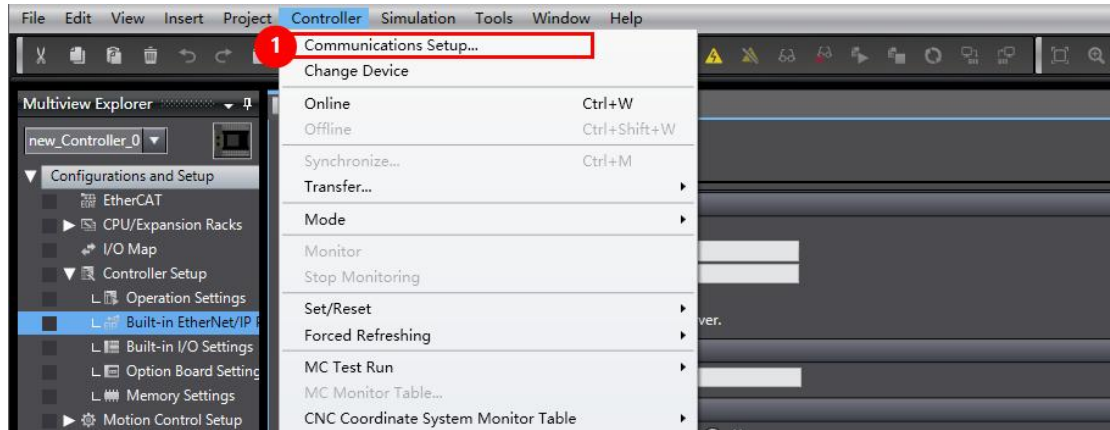 File Edit View Insert Project Controller Simulation Tools Window Help
1
Communications Setup...
Change Device
Multiview Explorer
Online Ctrl+W
new_Controller_0
Offline Ctrl+Shift+W
Synchronize... Ctrl+M
Configurations and Setup
EtherCAT
Transfer...
CPU/Expansion Racks
Mode
I/O Map
Monitor
Controller Setup
Stop Monitoring
Operation Settings
Set/Reset
Built-in EtherNet/IP
ver.
Forced Refreshing
Built-in I/O Settings
Option Board Setting
MC Test Run
Memory Settings
MC Monitor Table...
Motion Control Setup
CNC Coordinate System Monitor Table